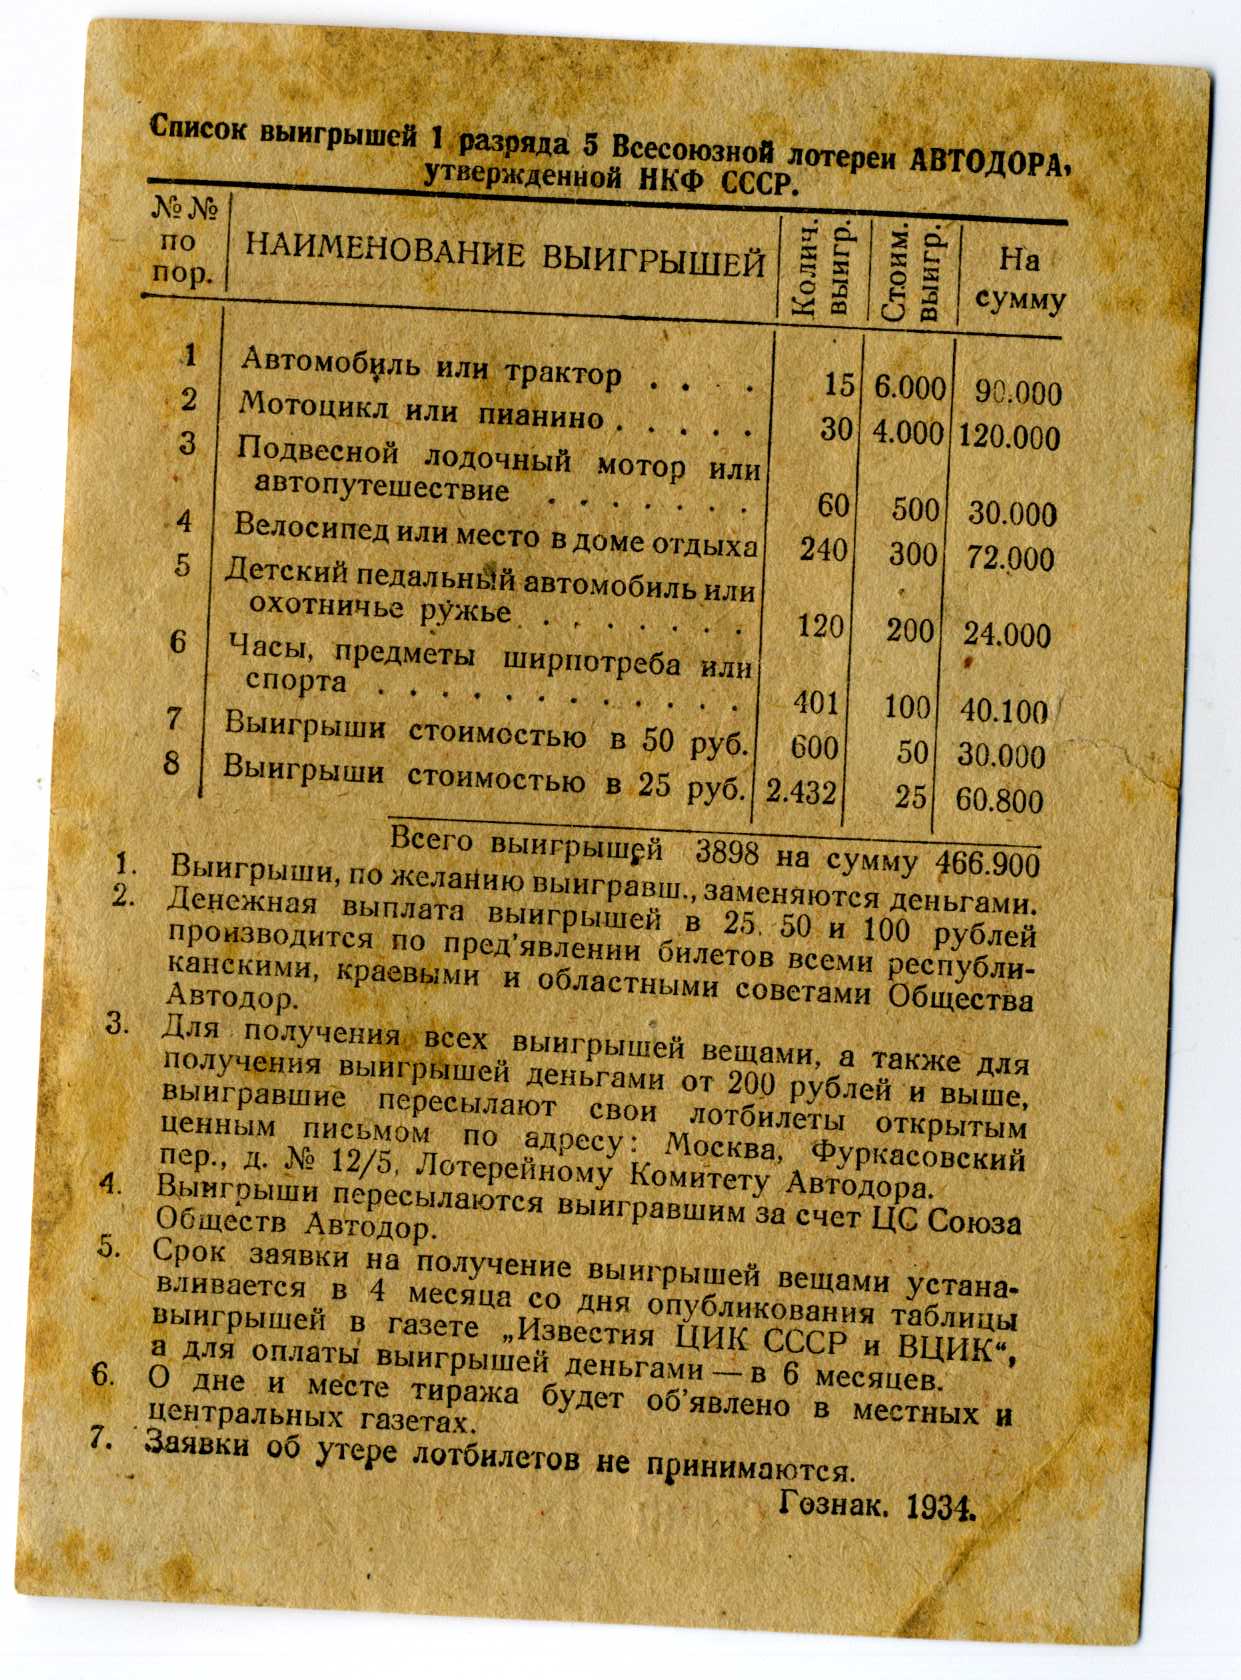 Список выигрышей 1 разряда 5 Всесоюзной лотереи АВТОДОРА,
утвержденной НКФ СССР.
№№ по пор. НАИМЕНОВАНИЕ ВЫИГРЫШЕЙ Колич. выигр. Стоим. выигр. На сумму
1 Автомобиль или трактор . . . . 15 6.000 90.000
2 Мотоцикл или пианино . . . . . 30 4.000 120.000
3 Подвесной лодочный мотор или
автопутешествие . . . . . . . 60 500 30.000
4 Велосипед или место в доме отдыха 240 300 72.000
5 Детский педальный автомобиль или
охотничье ружье . . . . . . . 120 200 24.000
6 Часы, предметы ширпотреба или
спорта . . . . . . . . . . . . 401 100 40.100
7 Выигрыши стоимостью в 50 руб. 600 50 30.000
8 Выигрыши стоимостью в 25 руб. 2.432 25 60.800
Всего выигрышей 3898 на сумму 466.900
1. Выигрыши, по желанию выигравш., заменяются деньгами.
2. Денежная выплата выигрышей в 25, 50 и 100 рублей
производится по пред’явлении билетов всеми республи-
канскими, краевыми и областными советами Общества
Автодор.
3. Для получения всех выигрышей вещами, а также для
получения выигрышей деньгами от 200 рублей и выше,
выигравшие пересылают свои лотбилеты открытым
ценным письмом по адресу: Москва, Фуркасовский
пер., д. № 12/5, Лотерейному Комитету Автодора.
4. Выигрыши пересылаются выигравшим за счет ЦС Союза
Обществ Автодор.
5. Срок заявки на получение выигрышей вещами устана-
вливается в 4 месяца со дня опубликования таблицы
выигрышей в газете „Известия ЦИК СССР и ВЦИК“,
а для оплаты выигрышей деньгами — в 6 месяцев.
6. О дне и месте тиража будет об’явлено в местных и
центральных газетах.
7. Заявки об утере лотбилетов не принимаются.
Гознак. 1934.